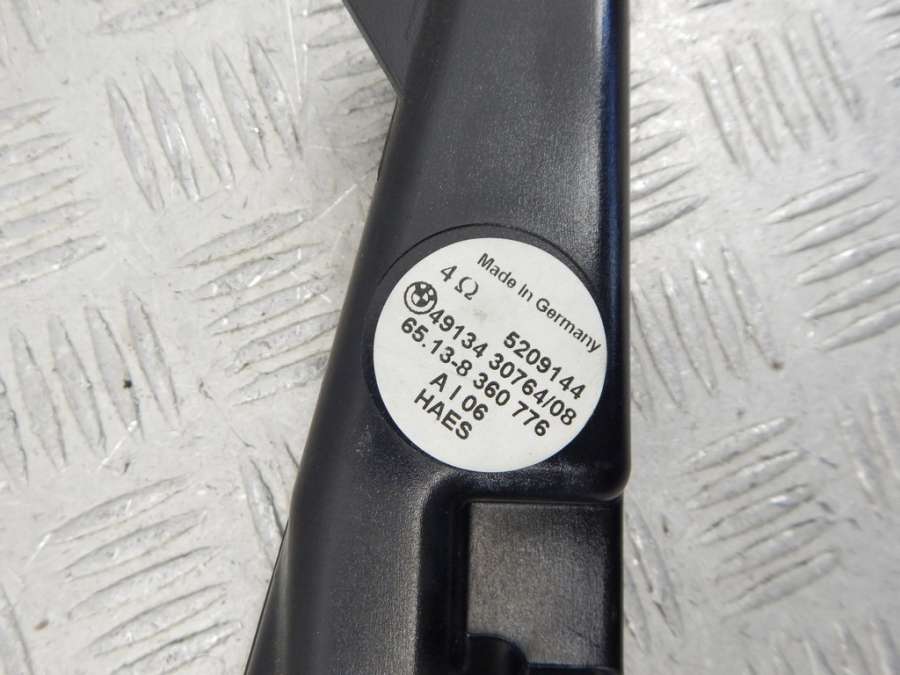 Made In Germany
4 Ω
5209144
49134 30764/08
65.13-8 360 776
A I 06
HAES